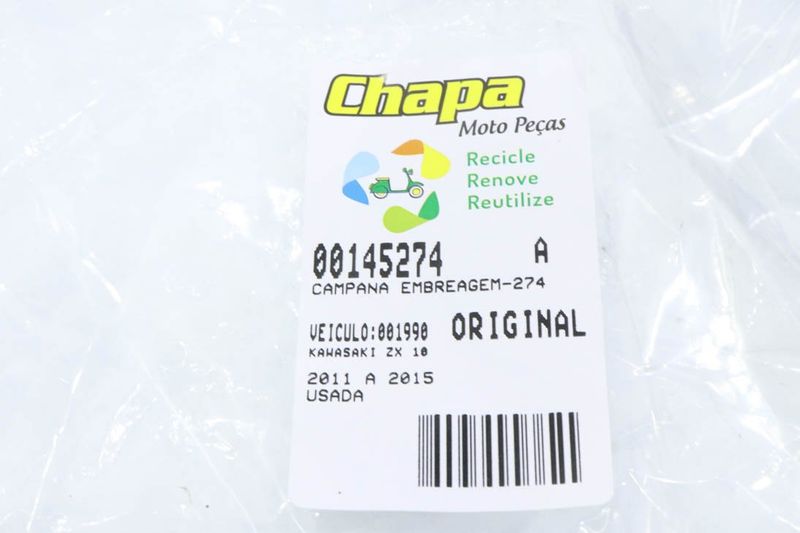 Chapa
Moto Peças
Recicle
Renove
Reutilize
00145274 A
CAMPANA EMBREAGEM-274
VEICULO:001990 ORIGINAL
KAWASAKI ZX 10
2011 A 2015
USADA